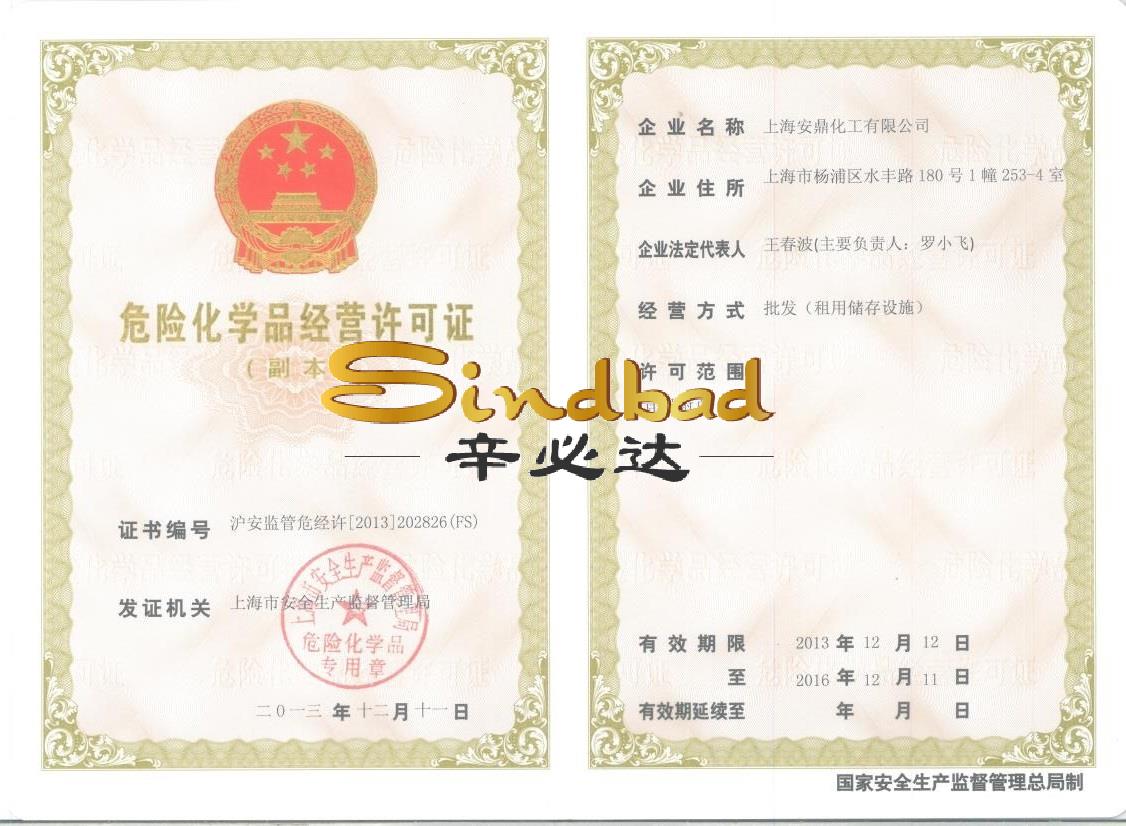 危险化学品经营许可证
（副本
证书编号 沪安监管危经许[2013]202826(FS)
发证机关 上海市安全生产监督管理局
上海市安全生产监督管理局
危险化学品
专用章
二〇一三 年 十二 月 十一 日
企业名称 上海安鼎化工有限公司
企业住所 上海市杨浦区水丰路 180 号 1 幢 253-4 室
企业法定代表人 王春波(主要负责人：罗小飞)
经营方式 批发（租用储存设施）
许可范围
Sindbad
辛必达
有效期限 2013 年 12 月 12 日
至 2016 年 12 月 11 日
有效期延续至 年 月 日
国家安全生产监督管理总局制